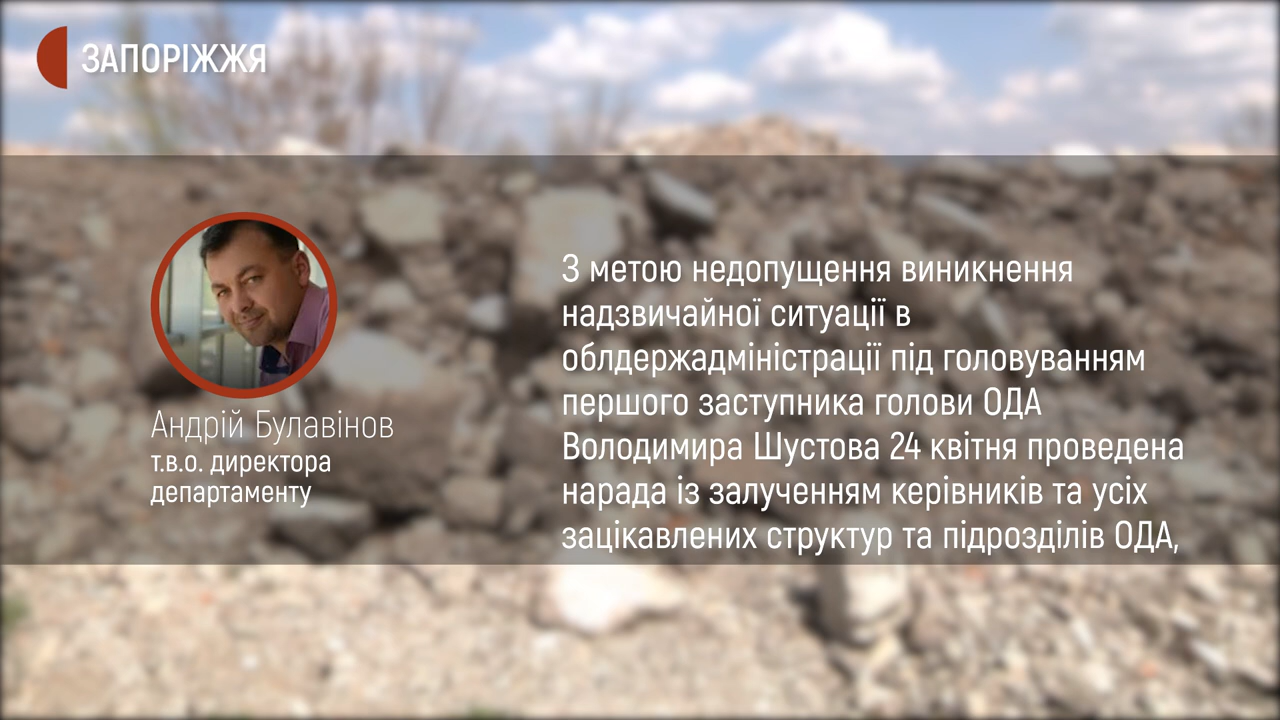 ЗАПОРІЖЖЯ
Андрій Булавінов
т.в.о. директора
департаменту
З метою недопущення виникнення
надзвичайної ситуації в
облдержадміністрації під головуванням
першого заступника голови ОДА
Володимира Шустова 24 квітня проведена
нарада із залученням керівників та усіх
зацікавлених структур та підрозділів ОДА,